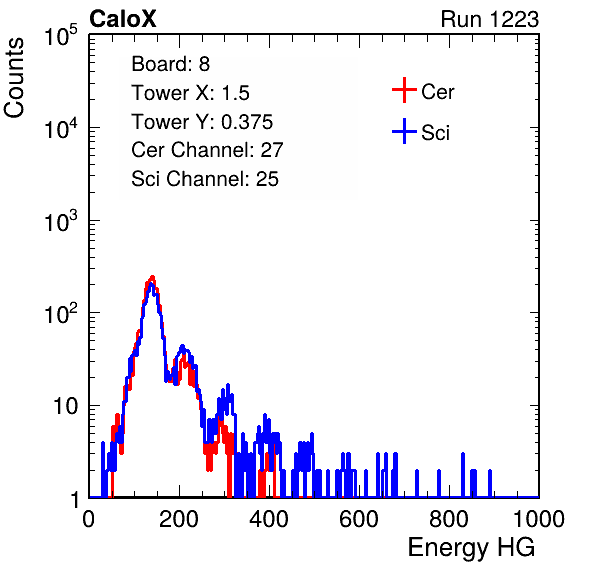 CaloX Run 1223
Counts
10^5
10^4
10^3
10^2
10
1
Board: 8
Tower X: 1.5
Tower Y: 0.375
Cer Channel: 27
Sci Channel: 25
Cer
Sci
0 200 400 600 800 1000
Energy HG